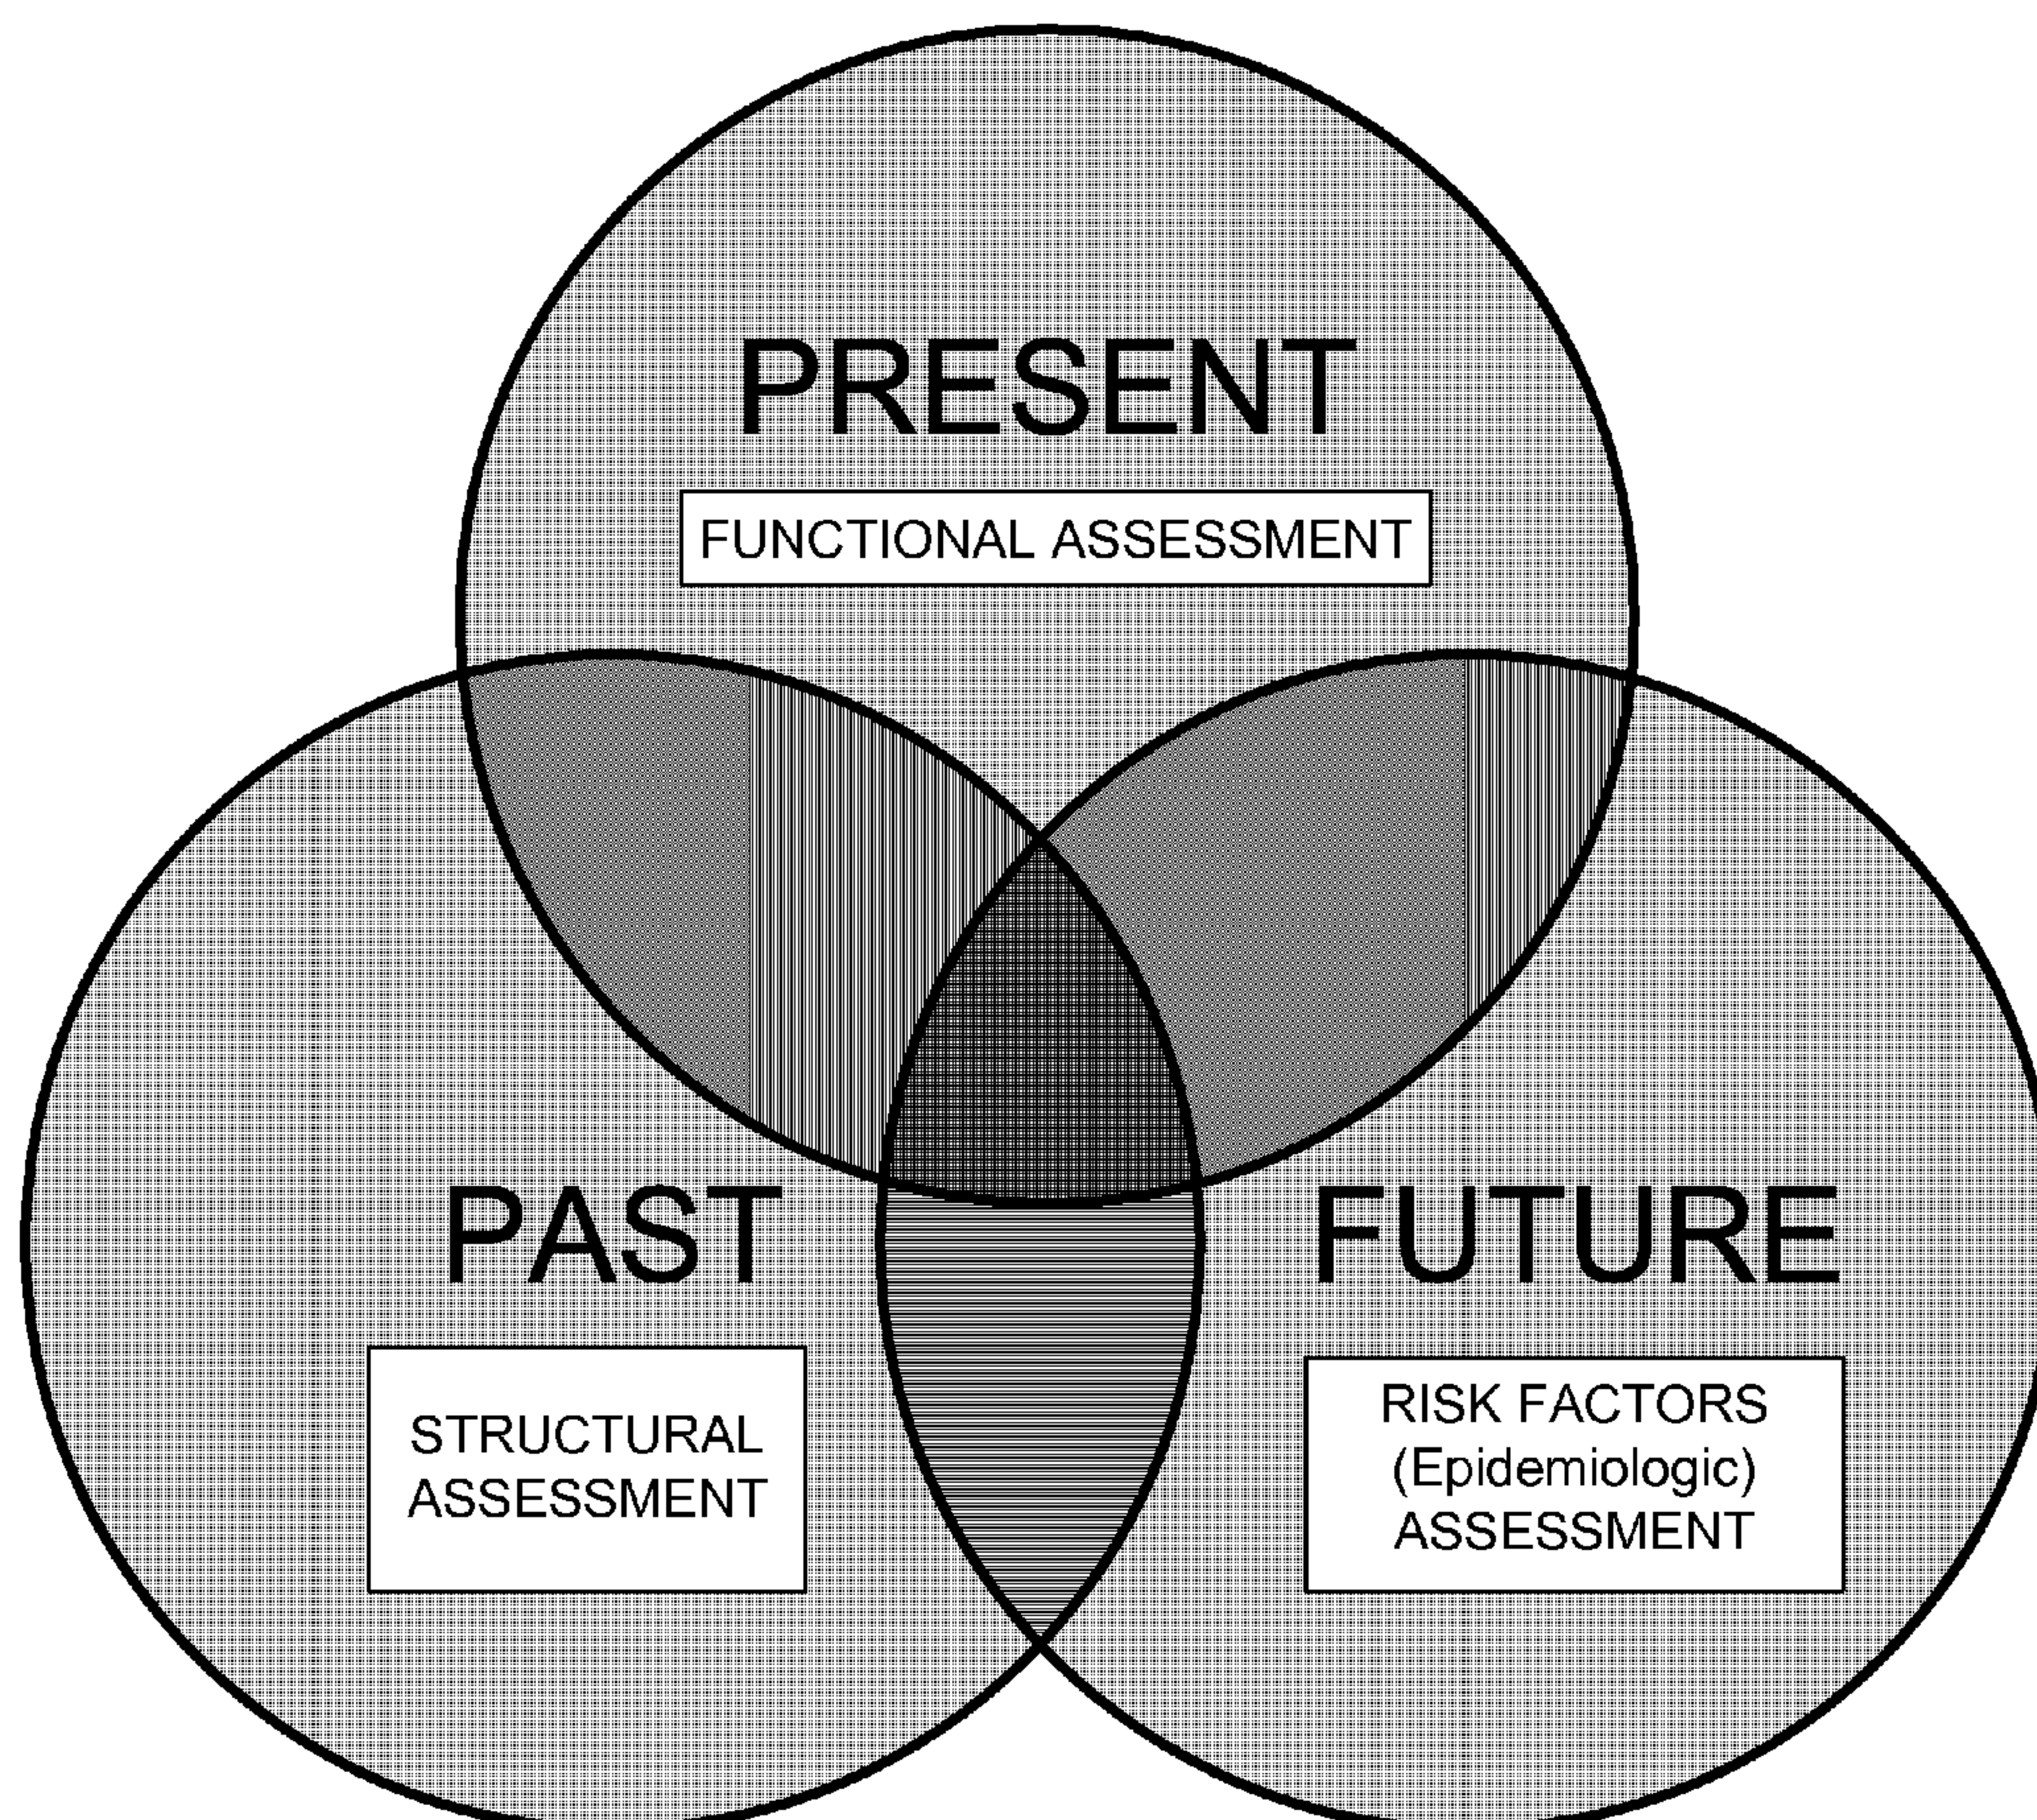 PRESENT
FUNCTIONAL ASSESSMENT
PAST
STRUCTURAL
ASSESSMENT
FUTURE
RISK FACTORS
(Epidemiologic)
ASSESSMENT